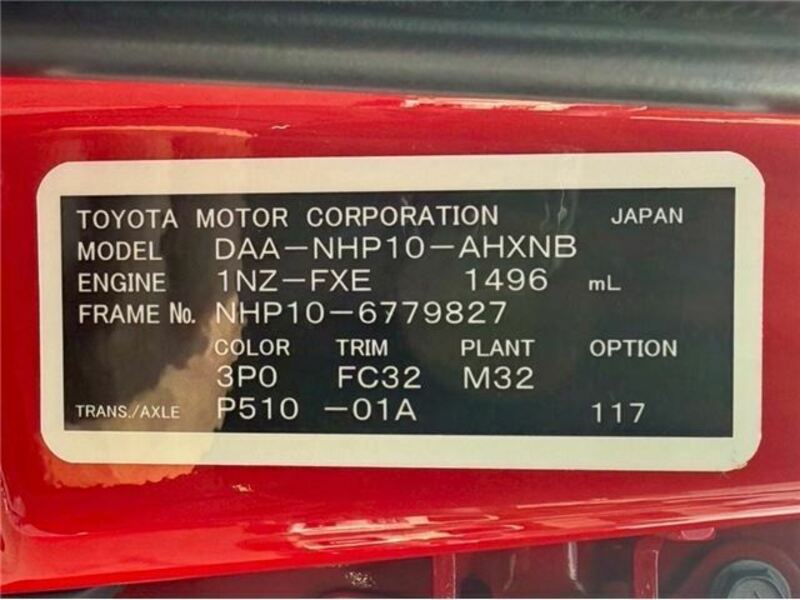 TOYOTA MOTOR CORPORATION JAPAN
MODEL DAA-NHP10-AHXNB
ENGINE 1NZ-FXE 1496 mL
FRAME No. NHP10-6779827
COLOR TRIM PLANT OPTION
3P0 FC32 M32
TRANS./AXLE P510 -01A 117